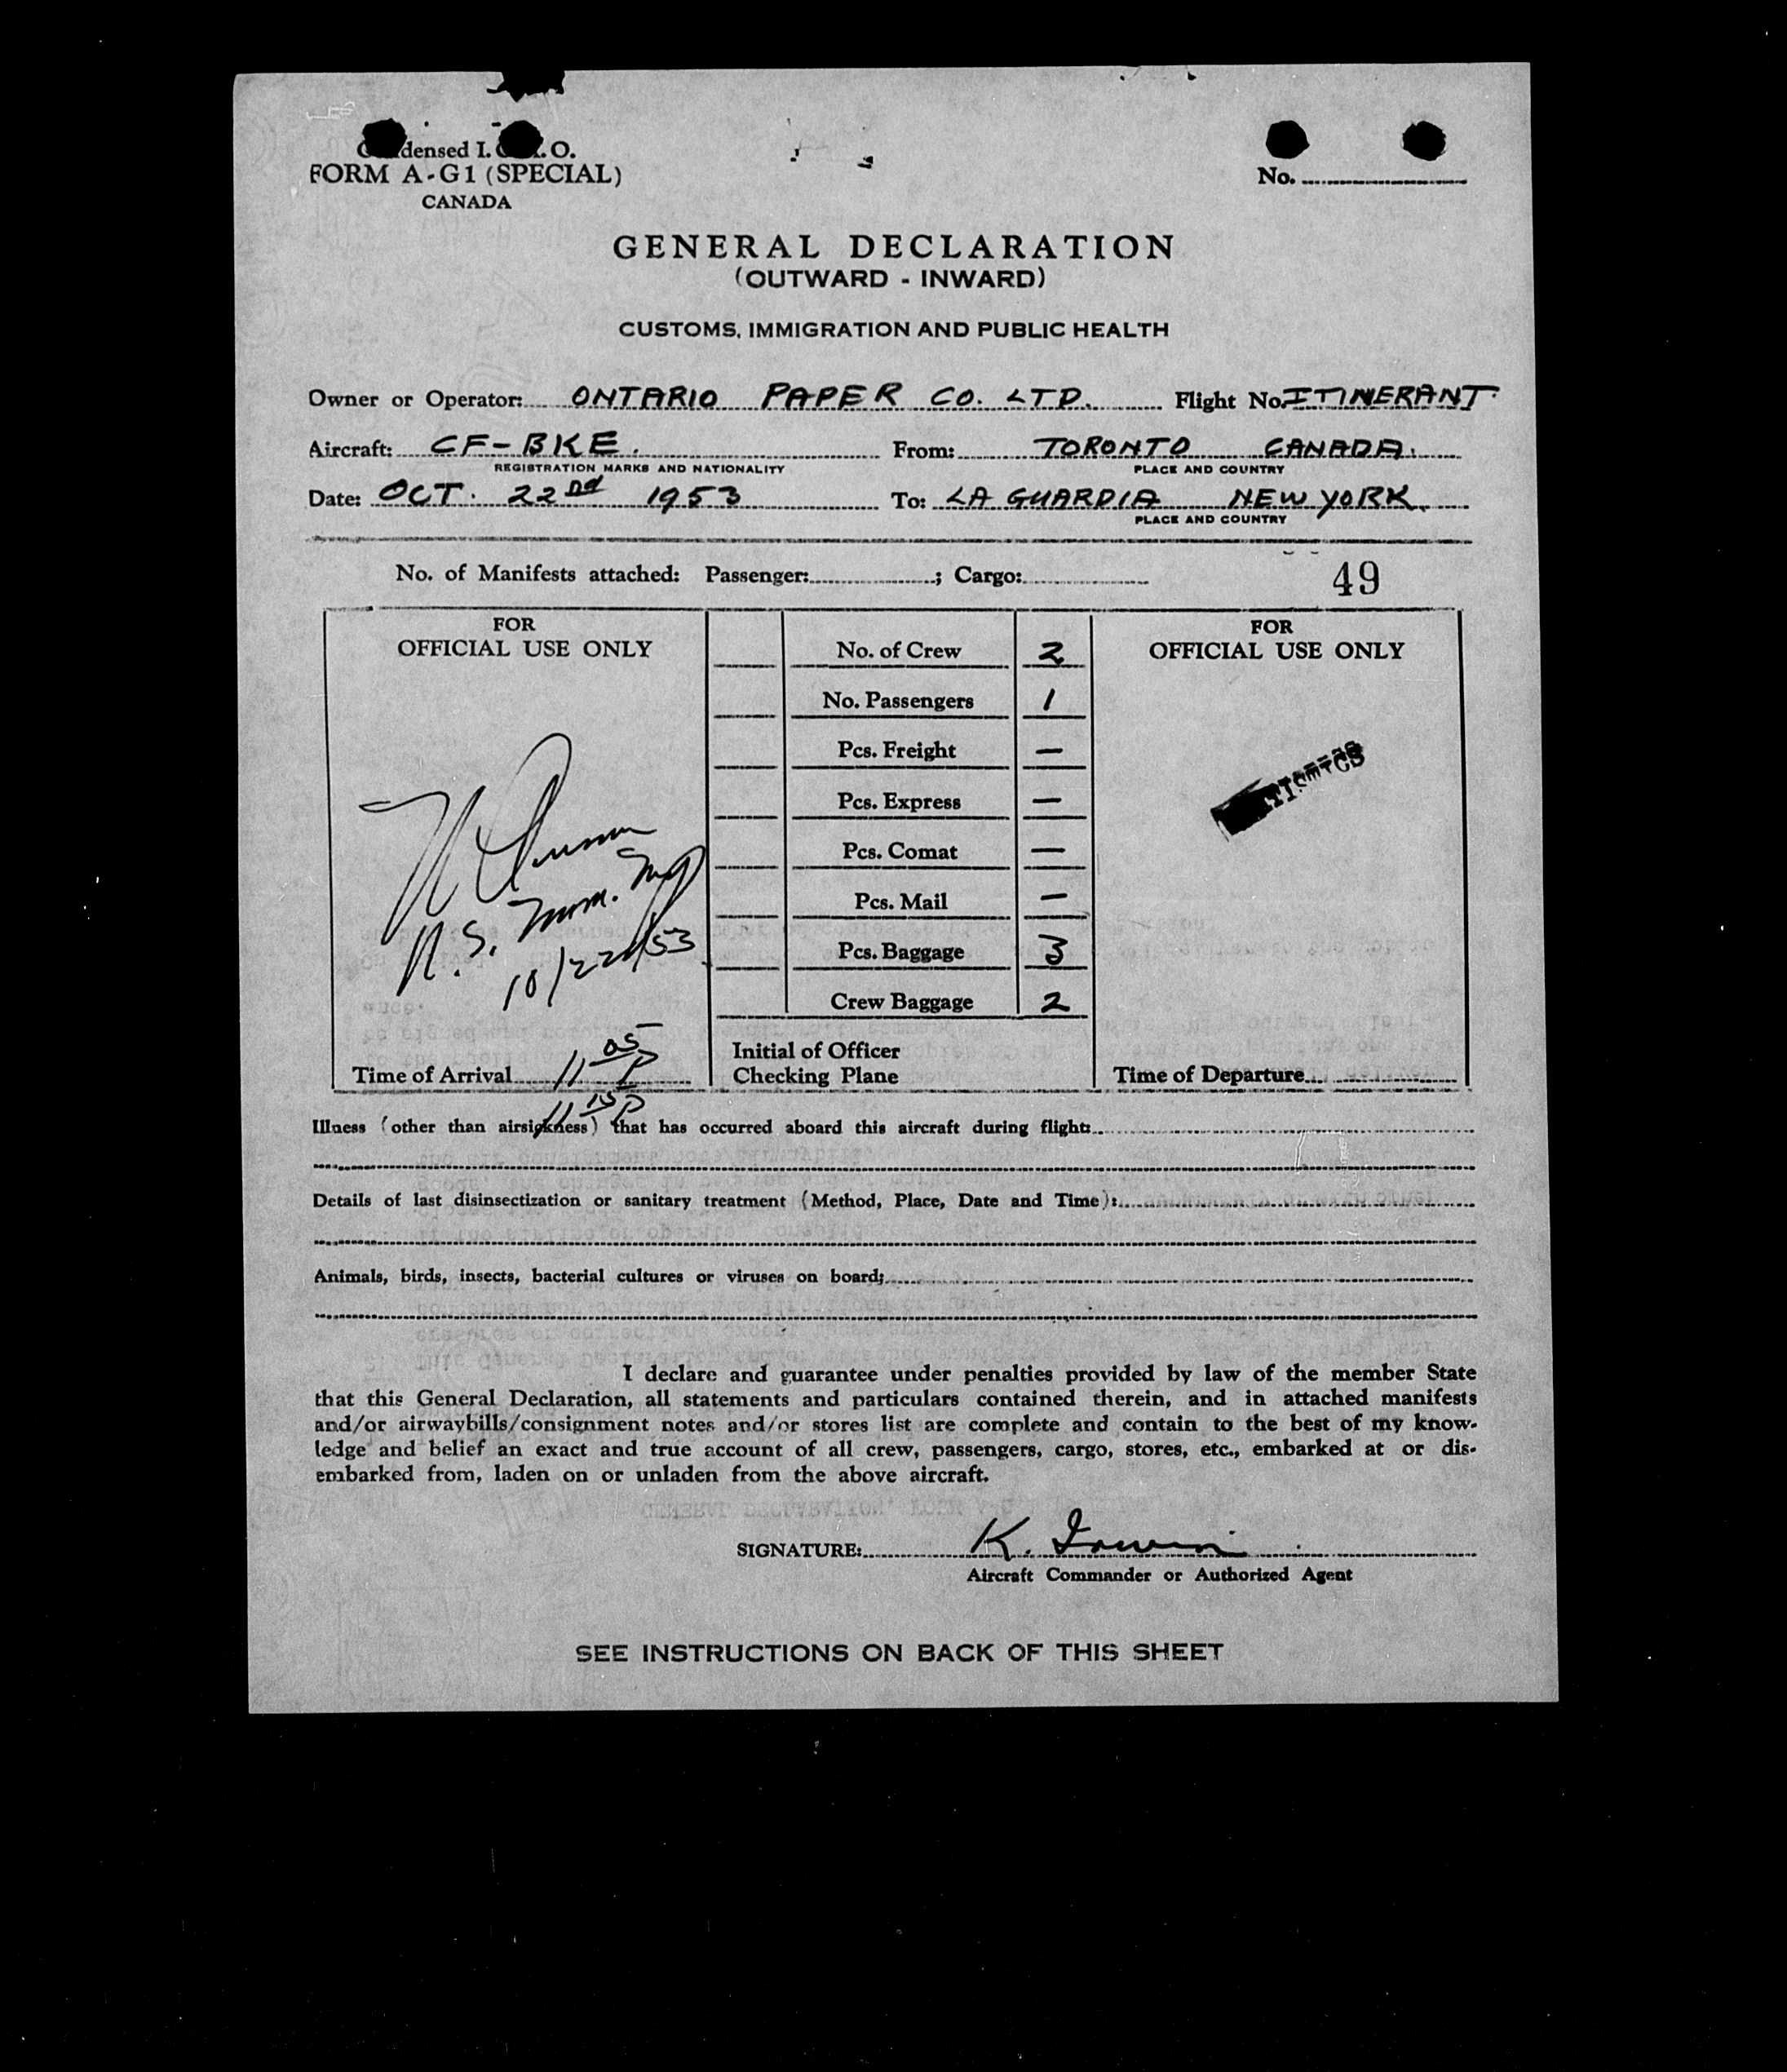 densed I. . O.
FORM A-G1 (SPECIAL)
CANADA
No.
GENERAL DECLARATION
(OUTWARD - INWARD)
CUSTOMS, IMMIGRATION AND PUBLIC HEALTH
Owner or Operator: ONTARIO PAPER CO. LTD. Flight No. ITINERANT
Aircraft: CF-BKE. From: TORONTO CANADA.
REGISTRATION MARKS AND NATIONALITY PLACE AND COUNTRY
Date: OCT. 22nd 1953 To: LA GUARDIA NEW YORK.
PLACE AND COUNTRY
No. of Manifests attached: Passenger: ; Cargo:
49
FOR
OFFICIAL USE ONLY
10/22/53
Time of Arrival 11 05 P
11 15 P
No. of Crew 2
No. Passengers 1
Pcs. Freight —
Pcs. Express —
Pcs. Comat —
Pcs. Mail —
Pcs. Baggage 3
Crew Baggage 2
Initial of Officer
Checking Plane
FOR
OFFICIAL USE ONLY
Time of Departure
Illness (other than airsickness) that has occurred aboard this aircraft during flight:
Details of last disinsectization or sanitary treatment (Method, Place, Date and Time):
Animals, birds, insects, bacterial cultures or viruses on board:
I declare and guarantee under penalties provided by law of the member State
that this General Declaration, all statements and particulars contained therein, and in attached manifests
and/or airwaybills/consignment notes and/or stores list are complete and contain to the best of my know-
ledge and belief an exact and true account of all crew, passengers, cargo, stores, etc., embarked at or dis-
embarked from, laden on or unladen from the above aircraft.
SIGNATURE: K. Irwin
Aircraft Commander or Authorized Agent
SEE INSTRUCTIONS ON BACK OF THIS SHEET